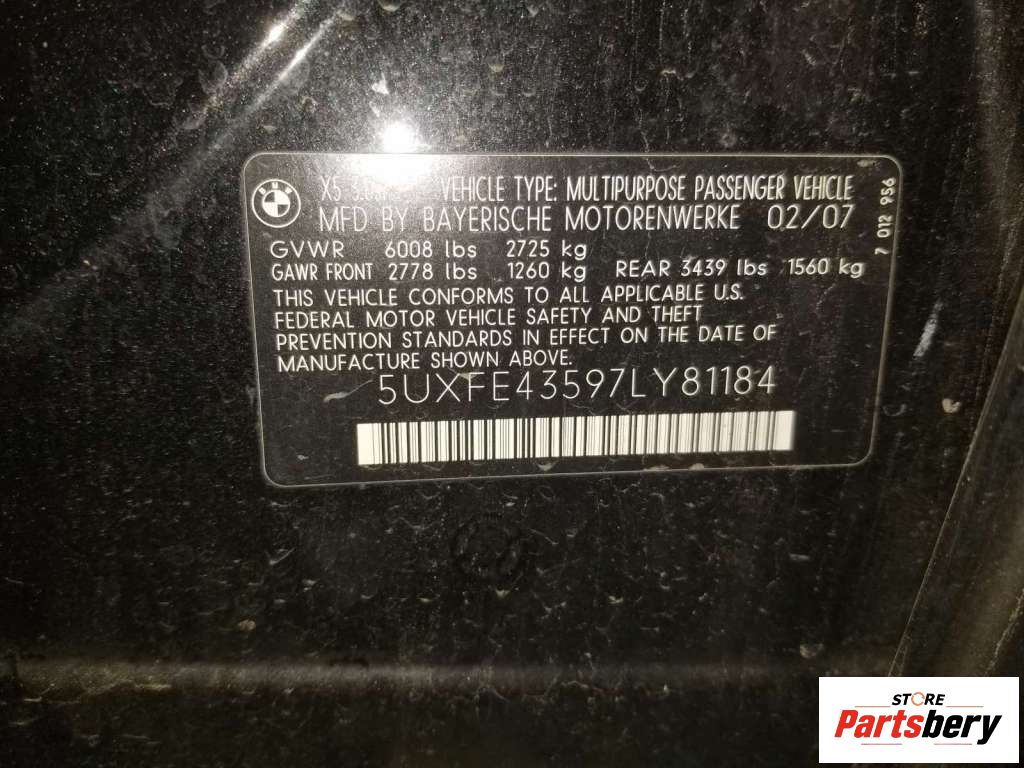 BMW
X5 VEHICLE TYPE: MULTIPURPOSE PASSENGER VEHICLE
MFD BY BAYERISCHE MOTORENWERKE 02/07
GVWR 6008 lbs 2725 kg
GAWR FRONT 2778 lbs 1260 kg REAR 3439 lbs 1560 kg
THIS VEHICLE CONFORMS TO ALL APPLICABLE U.S.
FEDERAL MOTOR VEHICLE SAFETY AND THEFT
PREVENTION STANDARDS IN EFFECT ON THE DATE OF
MANUFACTURE SHOWN ABOVE.
5UXFE43597LY81184
7 012 956
STORE
Partsbery